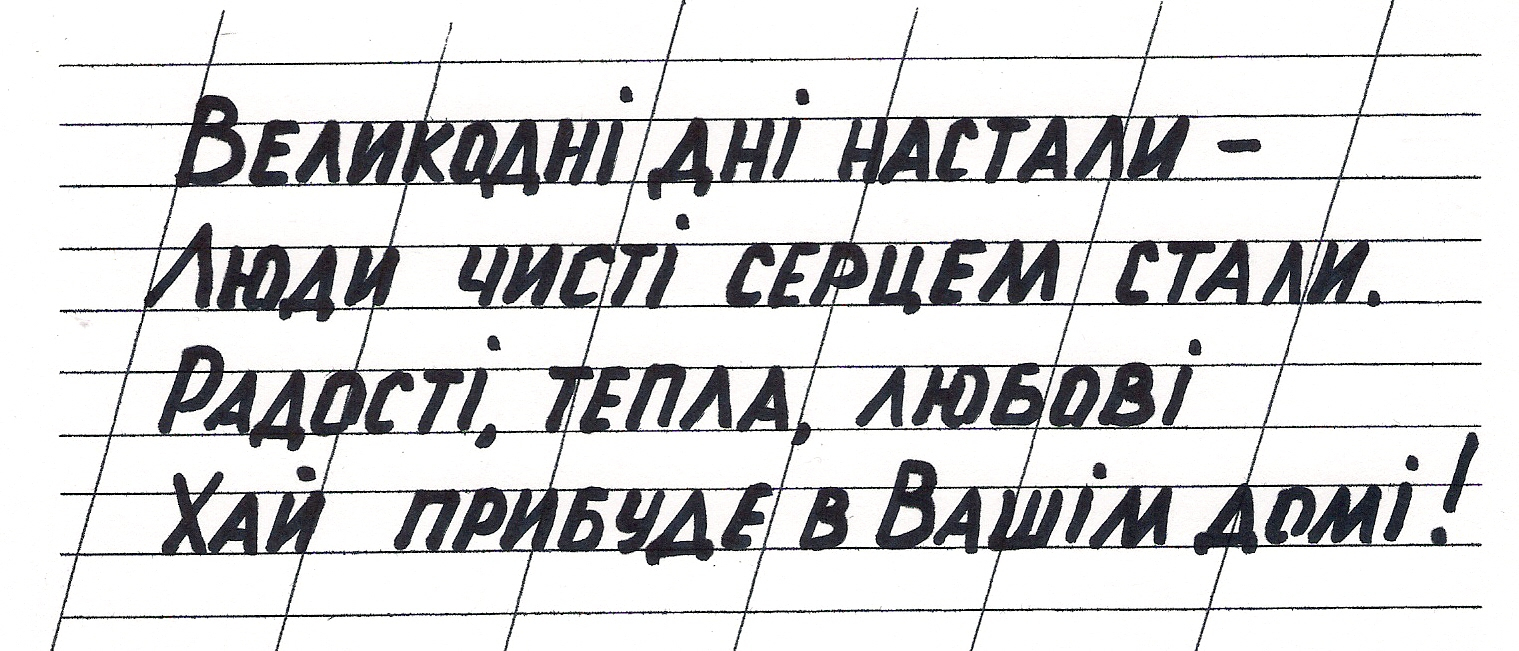 Великодні дні настали –
Люди чисті серцем стали.
Радості, тепла, любові
Хай прибуде в Вашім домі!